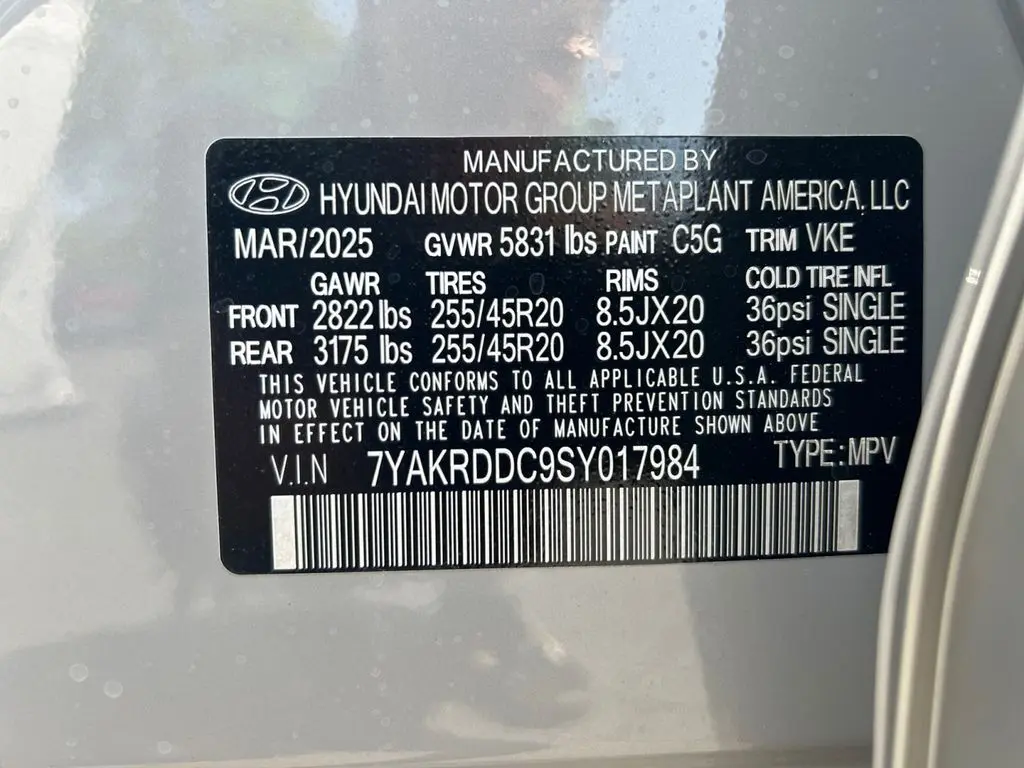 MANUFACTURED BY
HYUNDAI MOTOR GROUP METAPLANT AMERICA. LLC
MAR/2025 GVWR 5831 lbs PAINT C5G TRIM VKE
GAWR TIRES RIMS COLD TIRE INFL
FRONT 2822 lbs 255/45R20 8.5JX20 36psi SINGLE
REAR 3175 lbs 255/45R20 8.5JX20 36psi SINGLE
THIS VEHICLE CONFORMS TO ALL APPLICABLE U.S.A. FEDERAL
MOTOR VEHICLE SAFETY AND THEFT PREVENTION STANDARDS
IN EFFECT ON THE DATE OF MANUFACTURE SHOWN ABOVE
V.I.N 7YAKRDDC9SY017984 TYPE:MPV